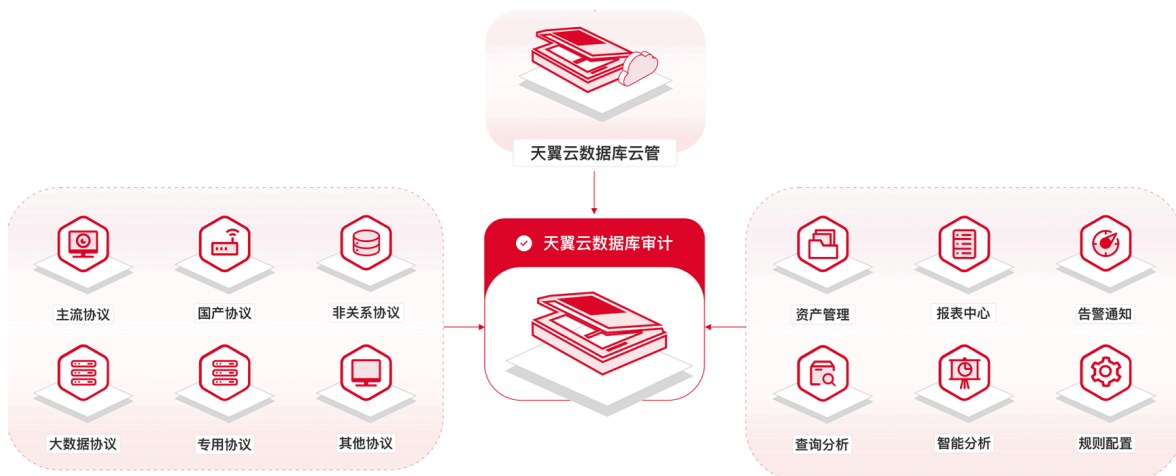 天翼云数据库云管
天翼云数据库审计
主流协议
国产协议
非关系协议
大数据协议
专用协议
其他协议
资产管理
报表中心
告警通知
查询分析
智能分析
规则配置